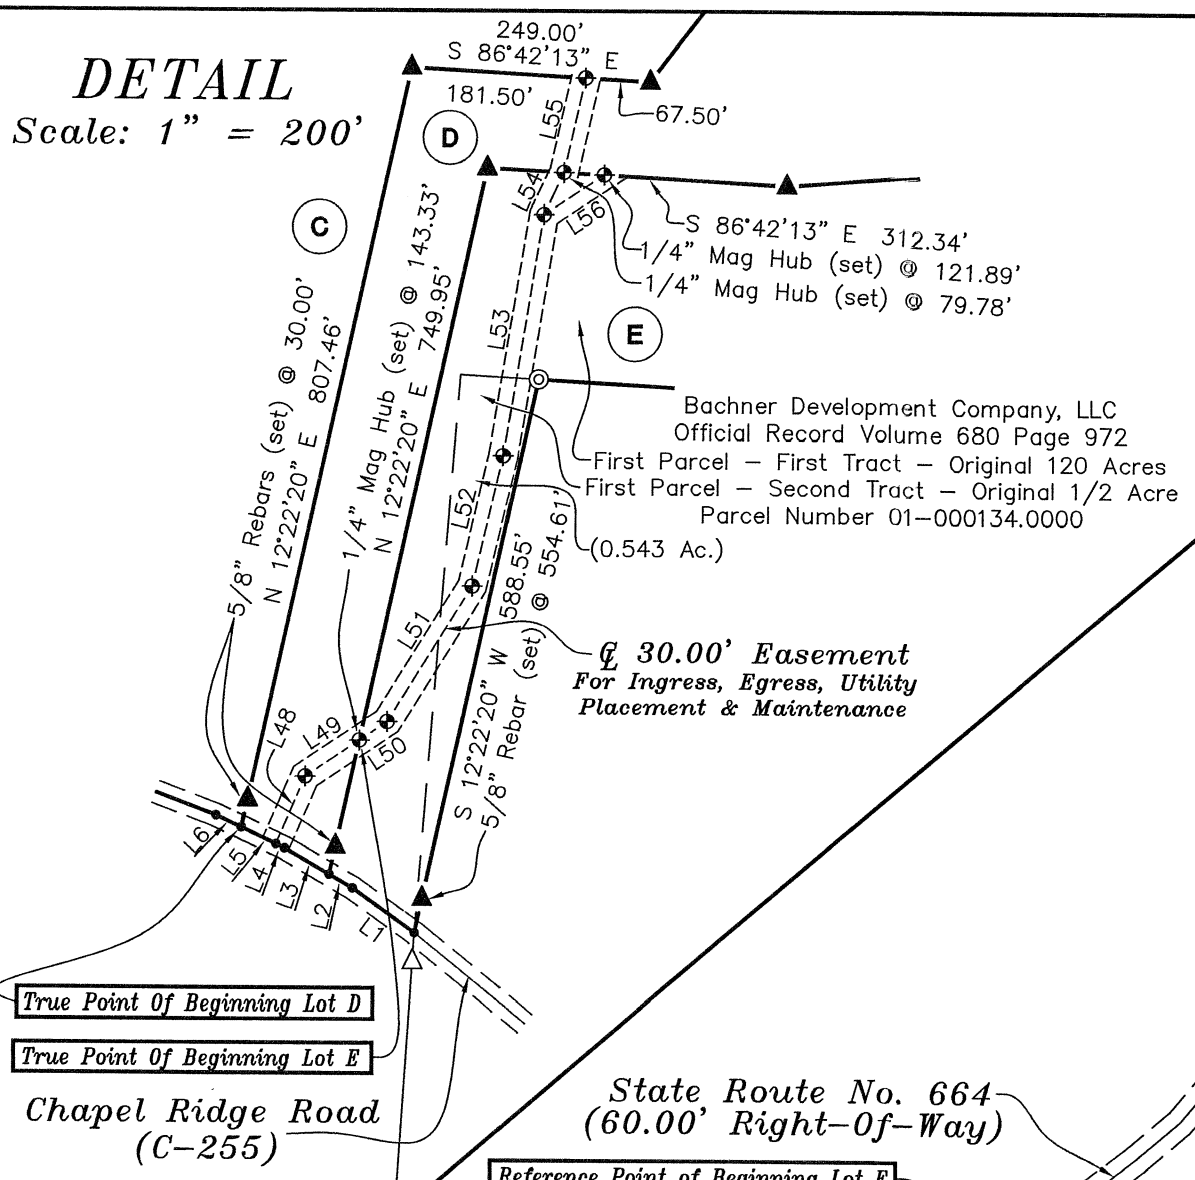 DETAIL
Scale: 1" = 200'
249.00'
S 86°42'13" E
181.50'
67.50'
L55
D
C
L54
L56
S 86°42'13" E 312.34'
1/4" Mag Hub (set) @ 121.89'
1/4" Mag Hub (set) @ 79.78'
E
L53
5/8" Rebars (set) @ 30.00'
N 12°22'20" E 807.46'
1/4" Mag Hub (set) @ 143.33'
N 12°22'20" E 749.95'
Bachner Development Company, LLC
Official Record Volume 680 Page 972
First Parcel – First Tract – Original 120 Acres
First Parcel – Second Tract – Original 1/2 Acre
Parcel Number 01–000134.0000
(0.543 Ac.)
L52
S 12°22'20" W 588.55'
5/8" Rebar (set) @ 554.61'
L51
℄ 30.00' Easement
For Ingress, Egress, Utility
Placement & Maintenance
L48
L49
L50
L6
L5
L4
L3
L2
L1
True Point Of Beginning Lot D
True Point Of Beginning Lot E
Chapel Ridge Road
(C–255)
State Route No. 664
(60.00' Right–Of–Way)
Reference Point of Beginning Lot E